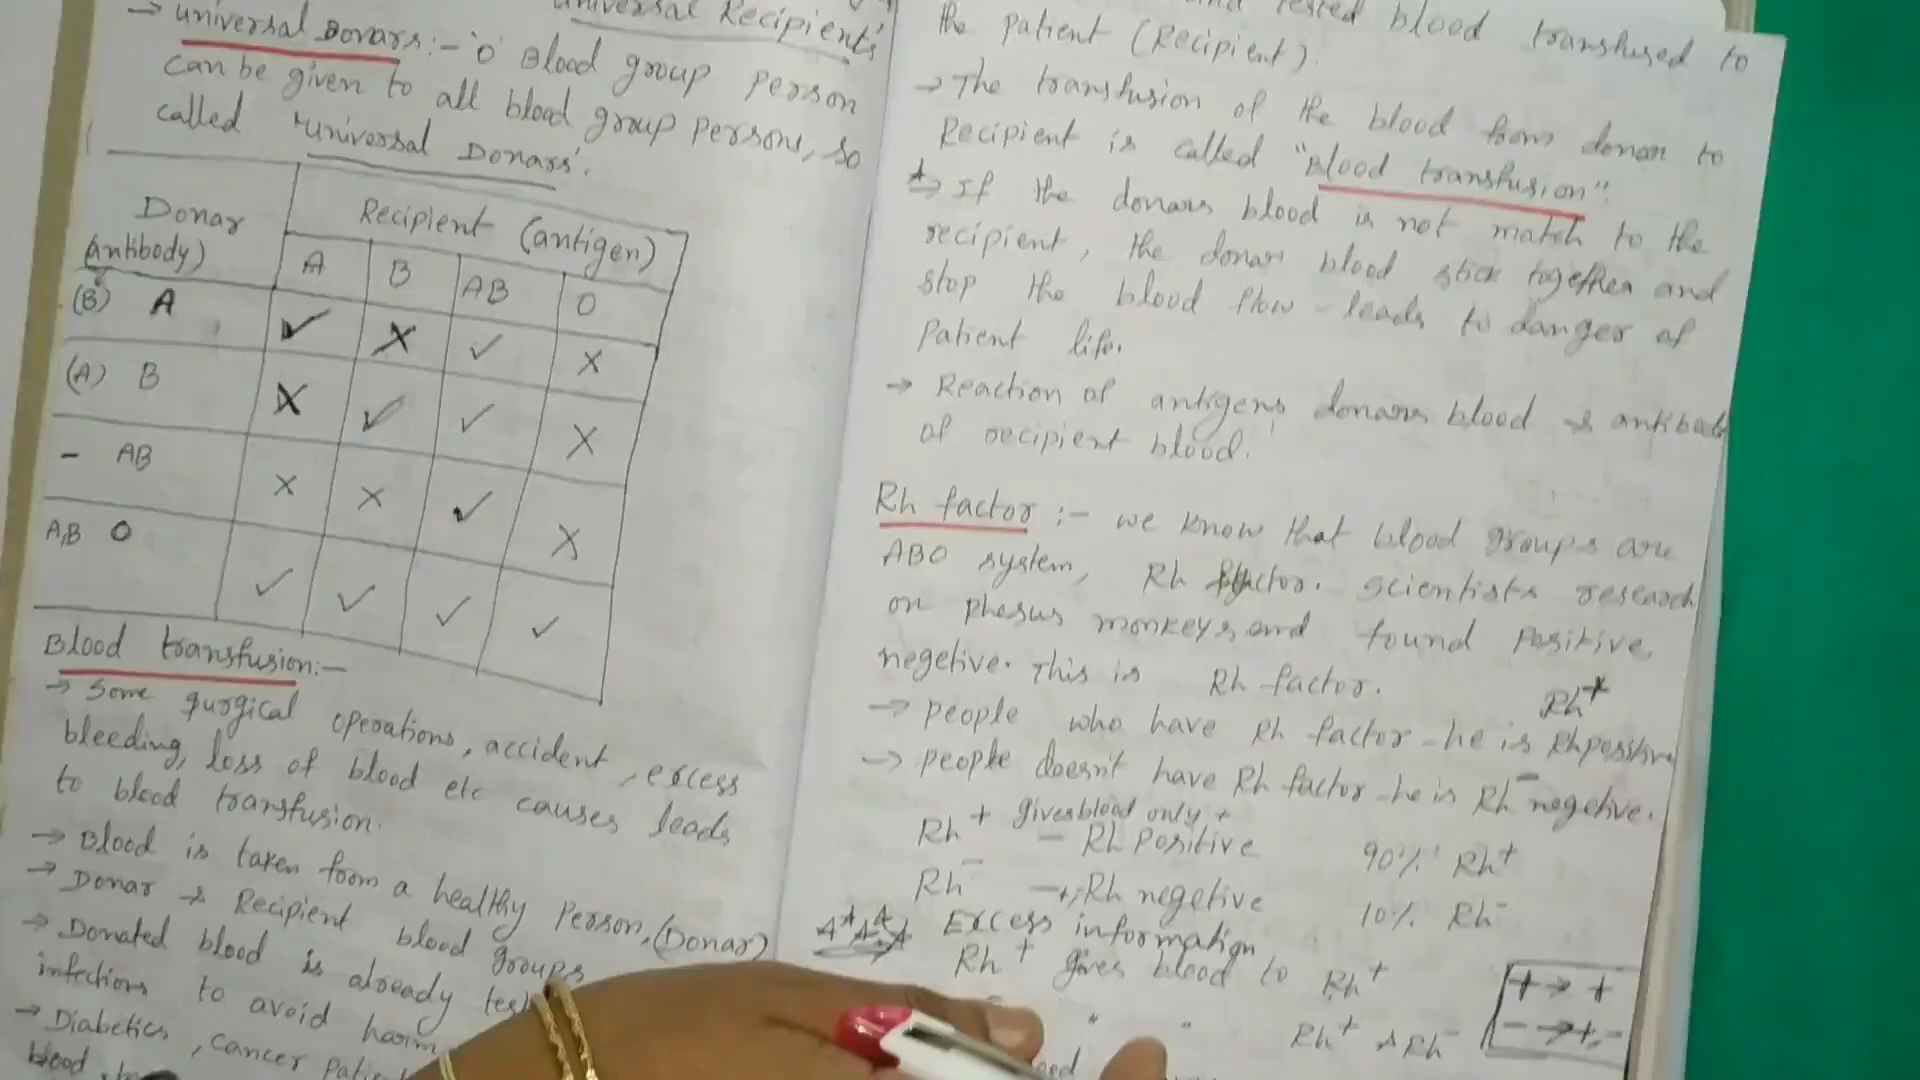 → universal Donars :- 'O' Blood group person
universal Recipients'
can be given to all blood group persons, so
called 'universal Donars'.
Donar
(antibody)
Recipient (antigen)
A B AB O
(B) A ✓ X ✓ X
(A) B X ✓ ✓ X
- AB X X ✓ X
A,B O ✓ ✓ ✓ ✓
Blood transfusion:-
→ Some surgical operations, accident, excess
bleeding, loss of blood etc causes leads
to blood transfusion.
→ Blood is taken from a healthy Person, (Donar)
→ Donar & Recipient blood groups
→ Donated blood is already
infections to avoid harm
→ Diabetics, cancer
blood
tested blood transfused to
the patient (Recipient).
→ The transfusion of the blood from donar to
Recipient is called "Blood transfusion".
→ If the donars blood is not match to the
recipient, the donar blood stick together and
stop the blood flow - leads to danger of
Patient life.
→ Reaction of antigens donars blood &
of recipient blood.
Rh factor :- we know that blood groups are
ABO system, Rh factor. scientists research
on Rhesus monkeys and found Positive,
negetive. This is Rh factor. Rh+
→ people who have Rh factor - he is Rh
→ people doesn't have Rh factor - he is Rh- negetive.
Rh+ gives blood only +
- Rh Positive 90% Rh+
Rh- - +, Rh negetive 10% Rh-
Excess information
Rh+ gives blood to Rh+
+ → +
" " Rh+ & Rh-
- → +,-